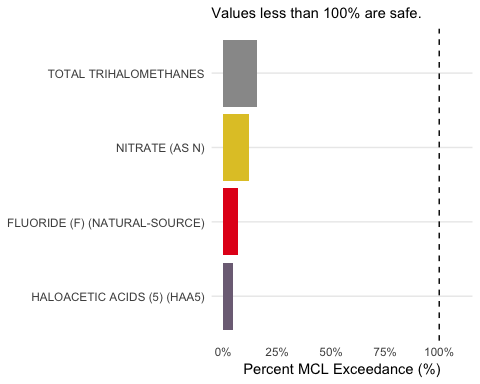 Values less than 100% are safe.
TOTAL TRIHALOMETHANES
NITRATE (AS N)
FLUORIDE (F) (NATURAL-SOURCE)
HALOACETIC ACIDS (5) (HAA5)
0% 25% 50% 75% 100%
Percent MCL Exceedance (%)